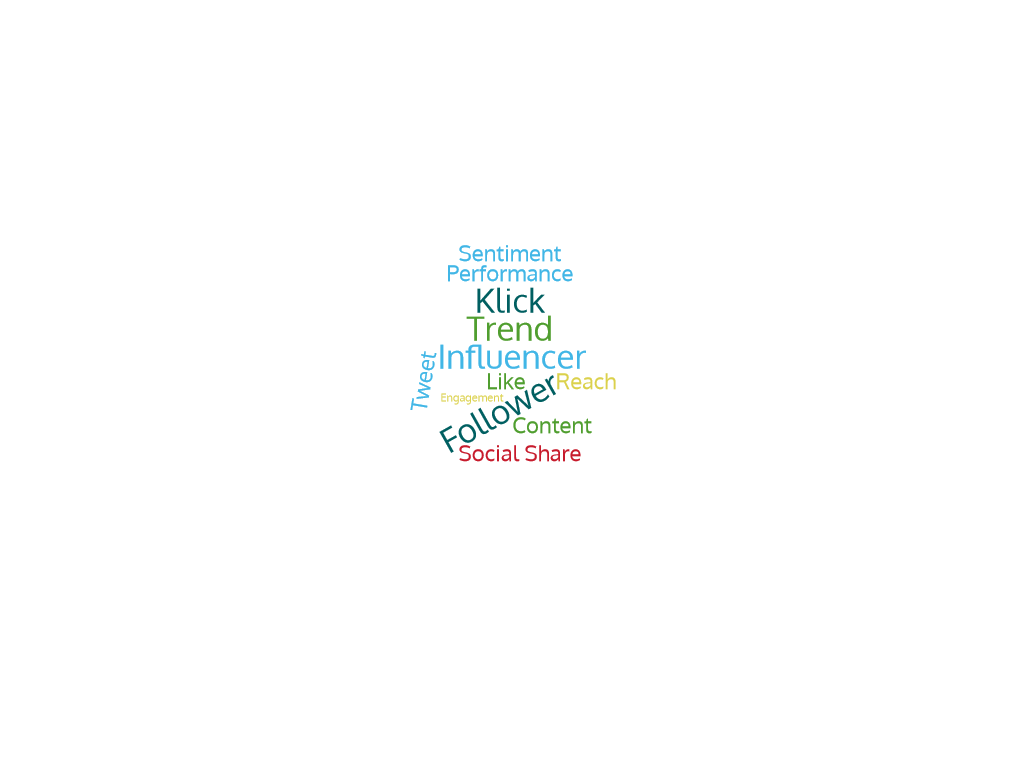 Sentiment
Performance
Klick
Trend
Influencer
Tweet
Like
Reach
Engagement
Follower
Content
Social Share